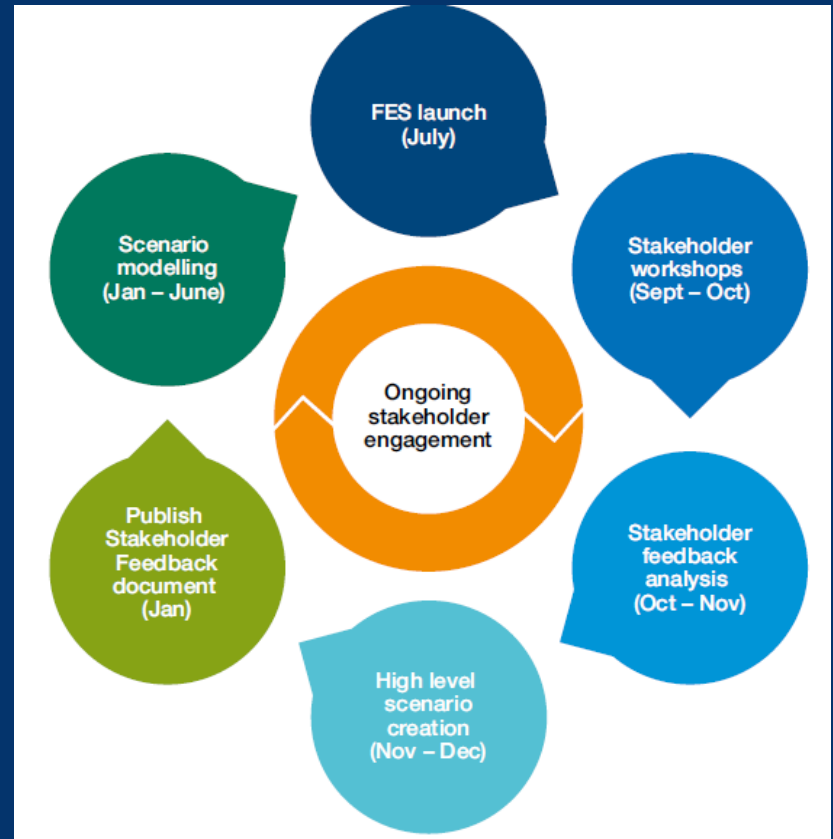 FES launch
(July)
Stakeholder
workshops
(Sept – Oct)
Stakeholder
feedback
analysis
(Oct – Nov)
High level
scenario
creation
(Nov – Dec)
Publish
Stakeholder
Feedback
document
(Jan)
Scenario
modelling
(Jan – June)
Ongoing
stakeholder
engagement